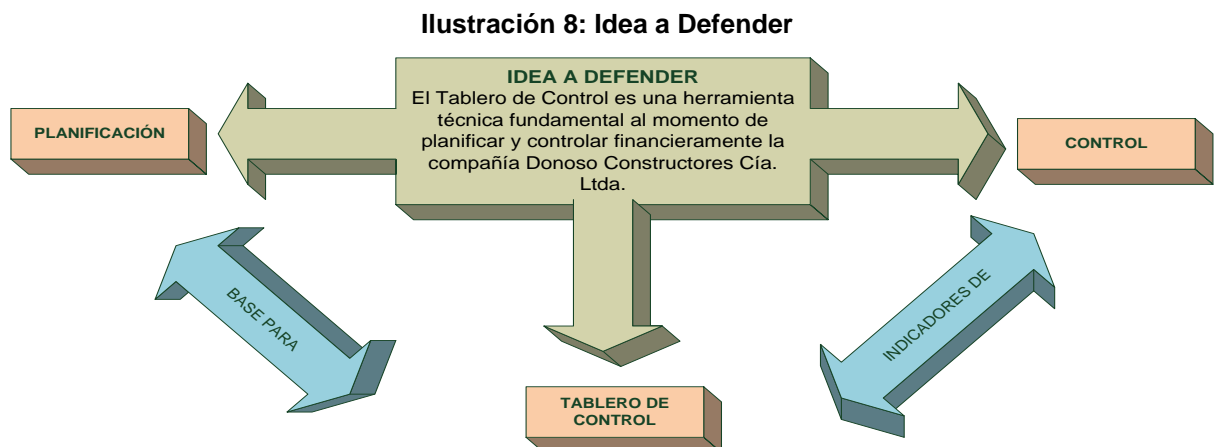 Ilustración 8: Idea a Defender
IDEA A DEFENDER
El Tablero de Control es una herramienta
técnica fundamental al momento de
planificar y controlar financieramente la
compañía Donoso Constructores Cía.
Ltda.
PLANIFICACIÓN
CONTROL
BASE PARA
INDICADORES DE
TABLERO DE
CONTROL